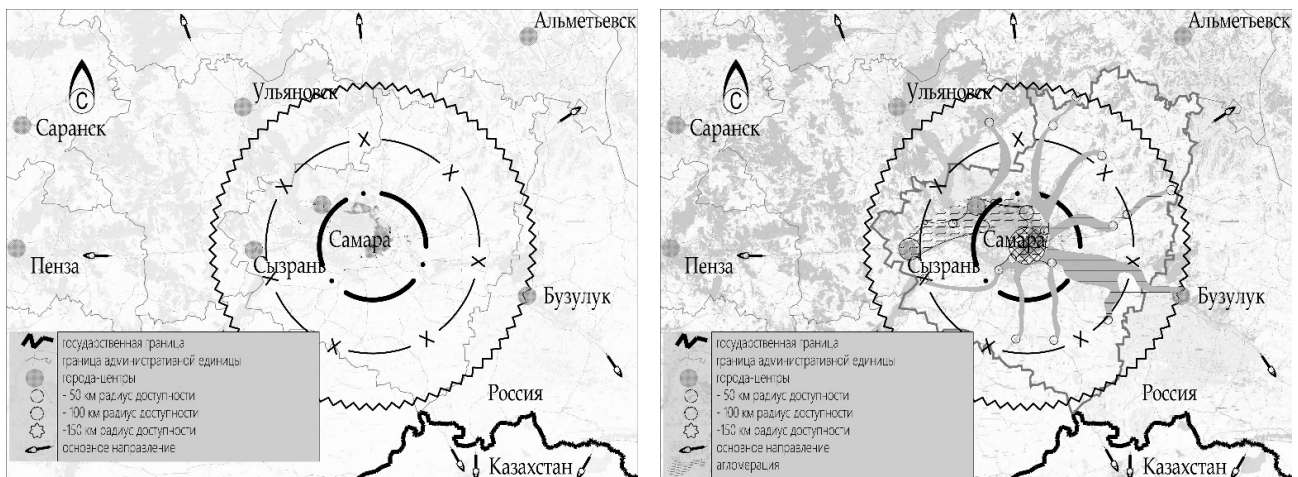 Альметьевск
С
Ульяновск
Саранск
Самара
Пенза
Сызрань
Бузулук
государственная граница
граница административной единицы
города-центры
- 50 км радиус доступности
- 100 км радиус доступности
-150 км радиус доступности
основное направление
Россия
Казахстан
Альметьевск
С
Ульяновск
Саранск
Самара
Пенза
Сызрань
Бузулук
государственная граница
граница административной единицы
города-центры
- 50 км радиус доступности
- 100 км радиус доступности
-150 км радиус доступности
основное направление
агломерация
Россия
Казахстан